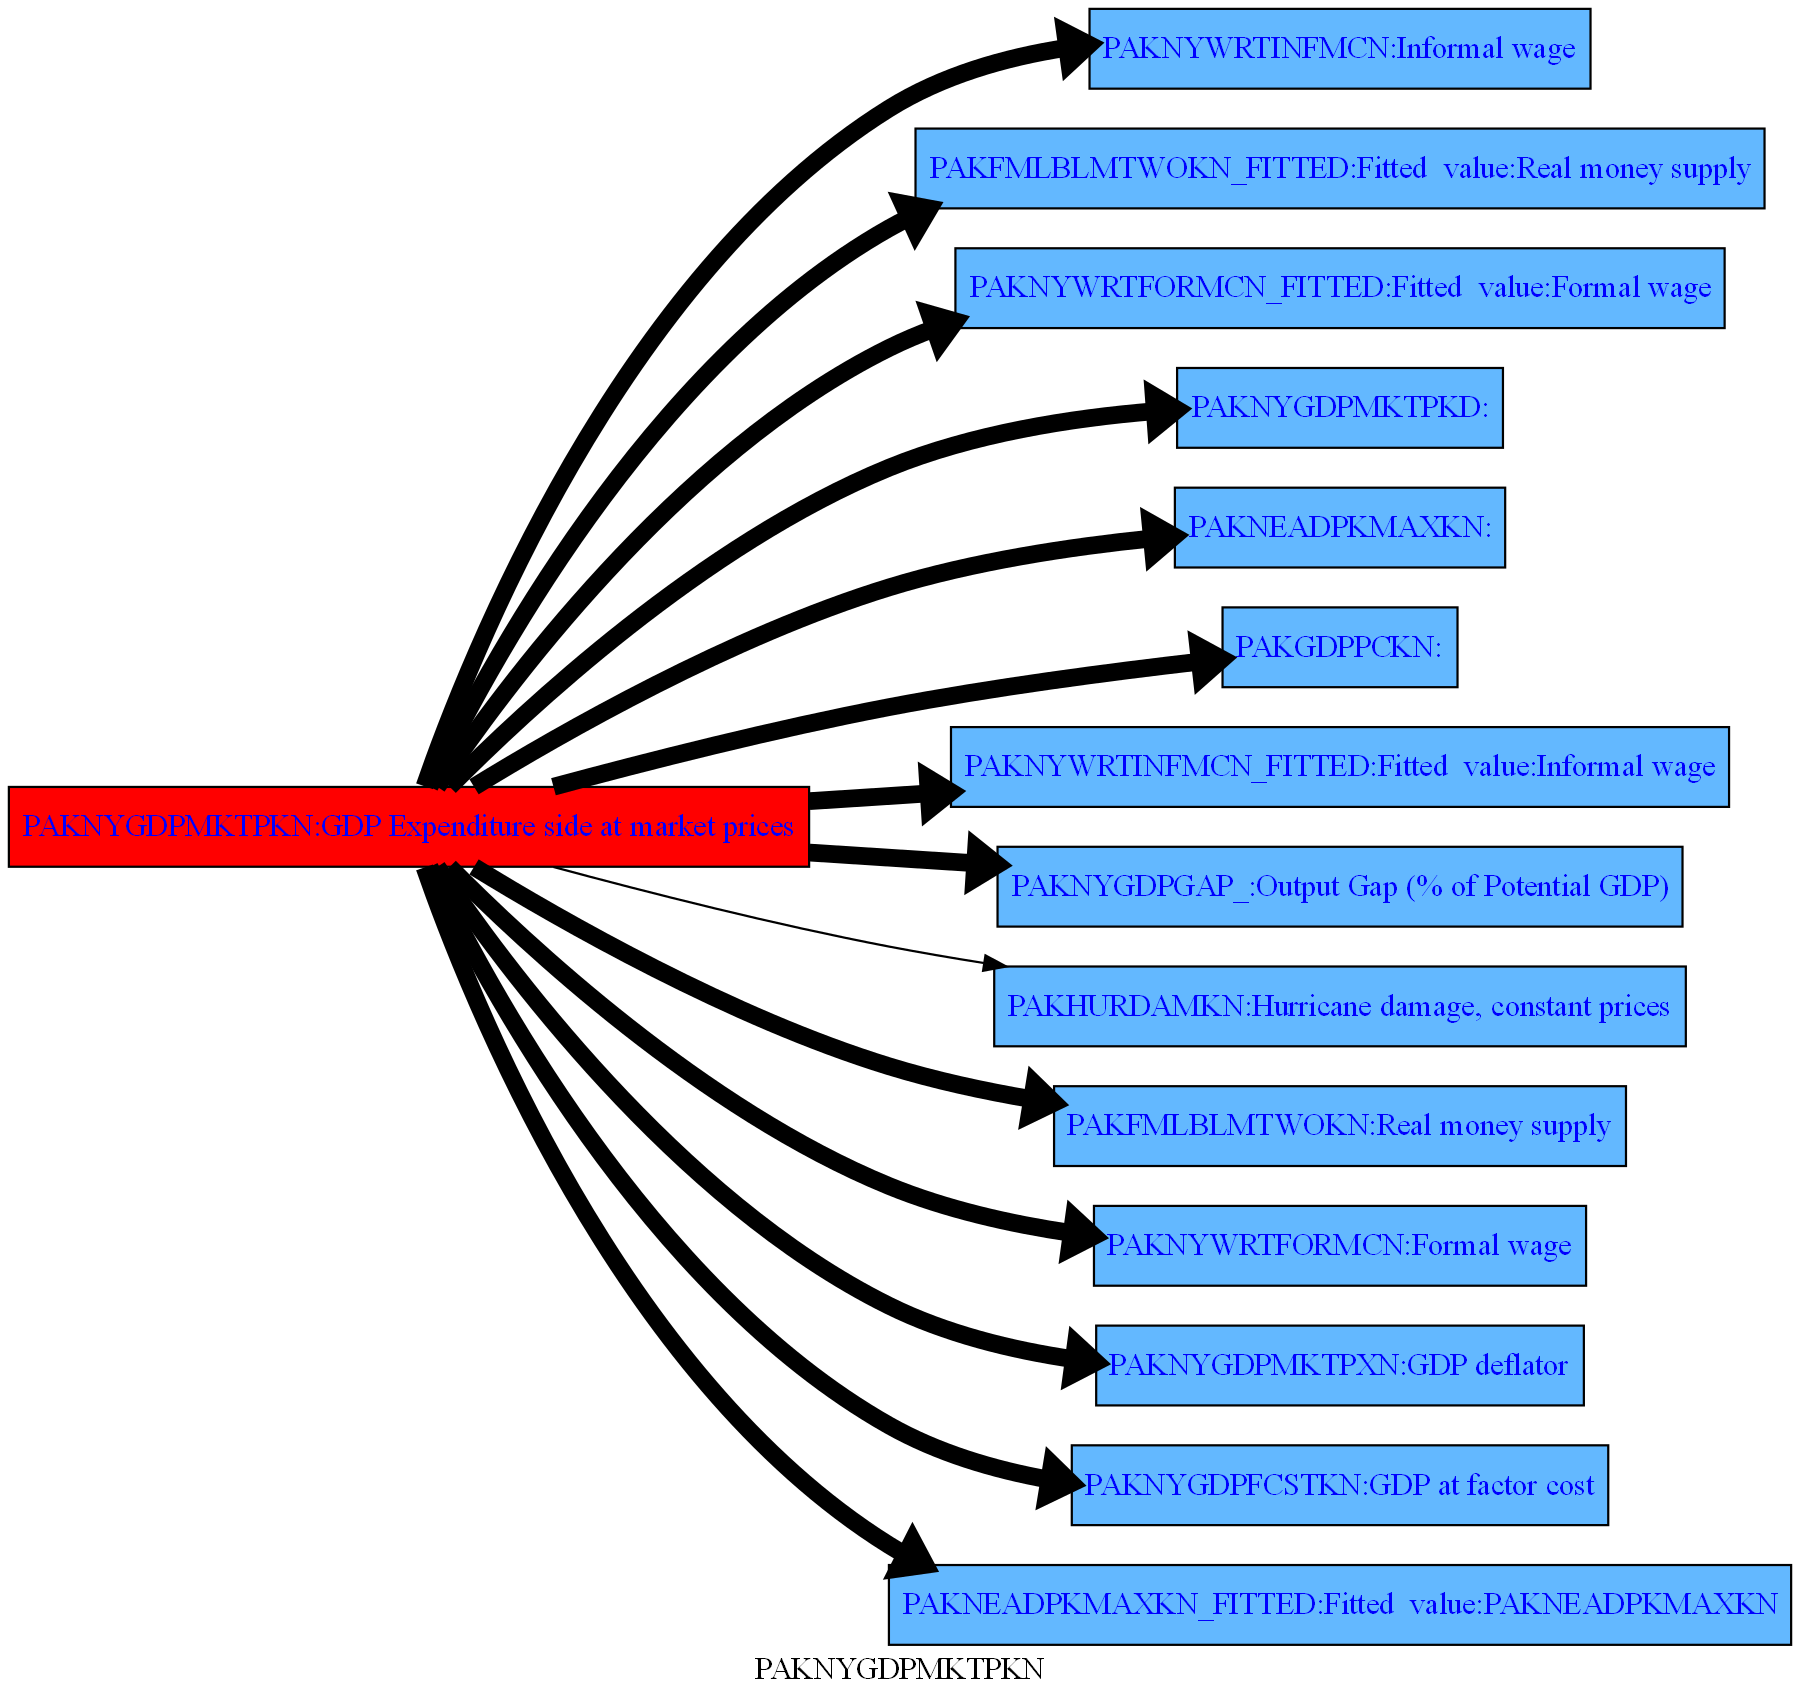 PAKNYWRTINFMCN:Informal wage
PAKFMLBLMTWOKN_FITTED:Fitted  value:Real money supply
PAKNYWRTFORMCN_FITTED:Fitted  value:Formal wage
PAKNYGDPMKTPKD:
PAKNEADPKMAXKN:
PAKGDPPCKN:
PAKNYWRTINFMCN_FITTED:Fitted  value:Informal wage
PAKNYGDPMKTPKN:GDP Expenditure side at market prices
PAKNYGDPGAP_:Output Gap (% of Potential GDP)
PAKHURDAMKN:Hurricane damage, constant prices
PAKFMLBLMTWOKN:Real money supply
PAKNYWRTFORMCN:Formal wage
PAKNYGDPMKTPXN:GDP deflator
PAKNYGDPFCSTKN:GDP at factor cost
PAKNEADPKMAXKN_FITTED:Fitted  value:PAKNEADPKMAXKN
PAKNYGDPMKTPKN